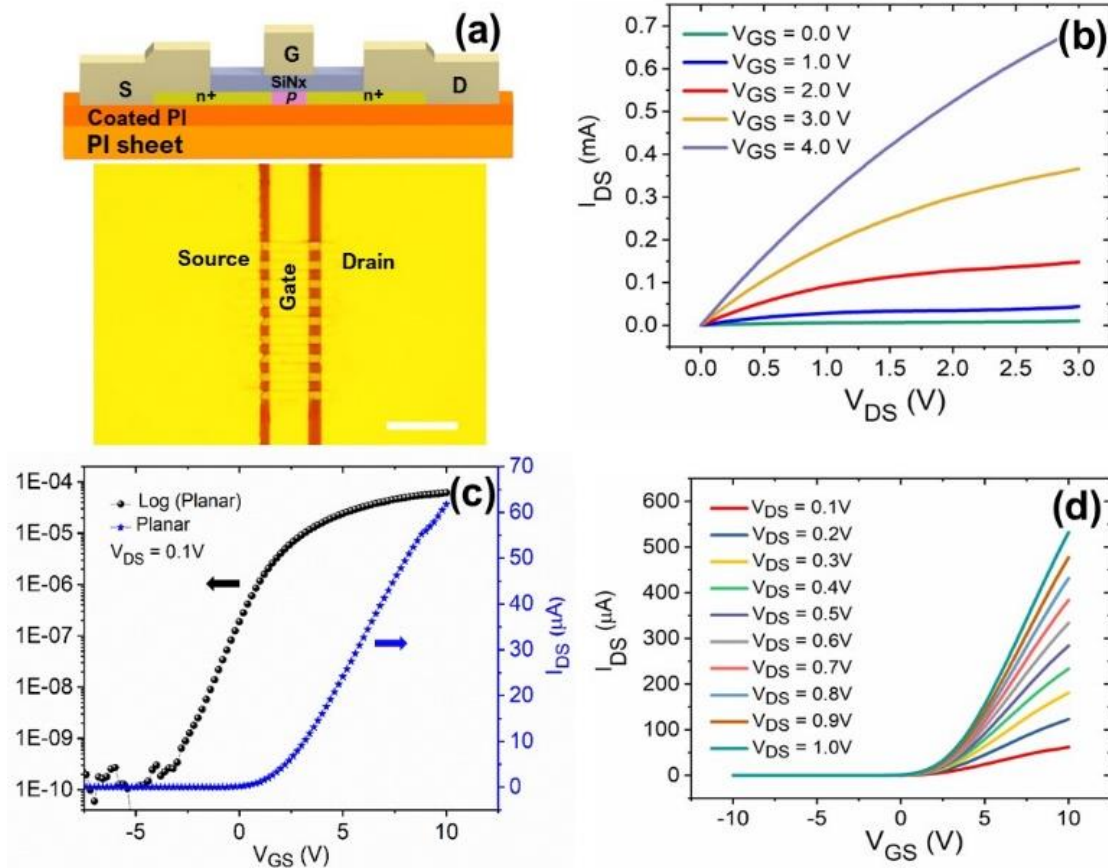 (a)
G
SiNx
S
n+
p
n+
D
Coated PI
PI sheet
Source
Gate
Drain
(b)
V_GS = 0.0 V
V_GS = 1.0 V
V_GS = 2.0 V
V_GS = 3.0 V
V_GS = 4.0 V
I_DS (mA)
0.7
0.6
0.5
0.4
0.3
0.2
0.1
0.0
0.0 0.5 1.0 1.5 2.0 2.5 3.0
V_DS (V)
(c)
Log (Planar)
Planar
V_DS = 0.1V
1E-04
1E-05
1E-06
1E-07
1E-08
1E-09
1E-10
70
60
50
40
30
20
10
0
I_DS (μA)
-5 0 5 10
V_GS (V)
(d)
V_DS = 0.1V
V_DS = 0.2V
V_DS = 0.3V
V_DS = 0.4V
V_DS = 0.5V
V_DS = 0.6V
V_DS = 0.7V
V_DS = 0.8V
V_DS = 0.9V
V_DS = 1.0V
I_DS (μA)
600
500
400
300
200
100
0
-10 -5 0 5 10
V_GS (V)